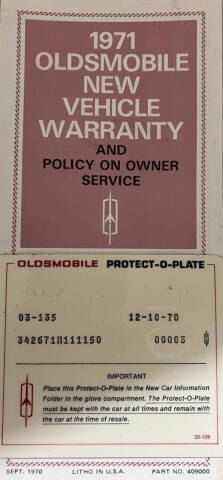 1971
OLDSMOBILE
NEW
VEHICLE
WARRANTY
AND
POLICY ON OWNER
SERVICE
OLDSMOBILE PROTECT-O-PLATE
03-135 12-10-70
342671M111150 00003
IMPORTANT
Place this Protect-O-Plate in the New Car Information
Folder in the glove compartment. The Protect-O-Plate
must be kept with the car at all times and remain with
the car at the time of resale.
20-109
SEPT. 1970 LITHO IN U.S.A. PART NO. 409000